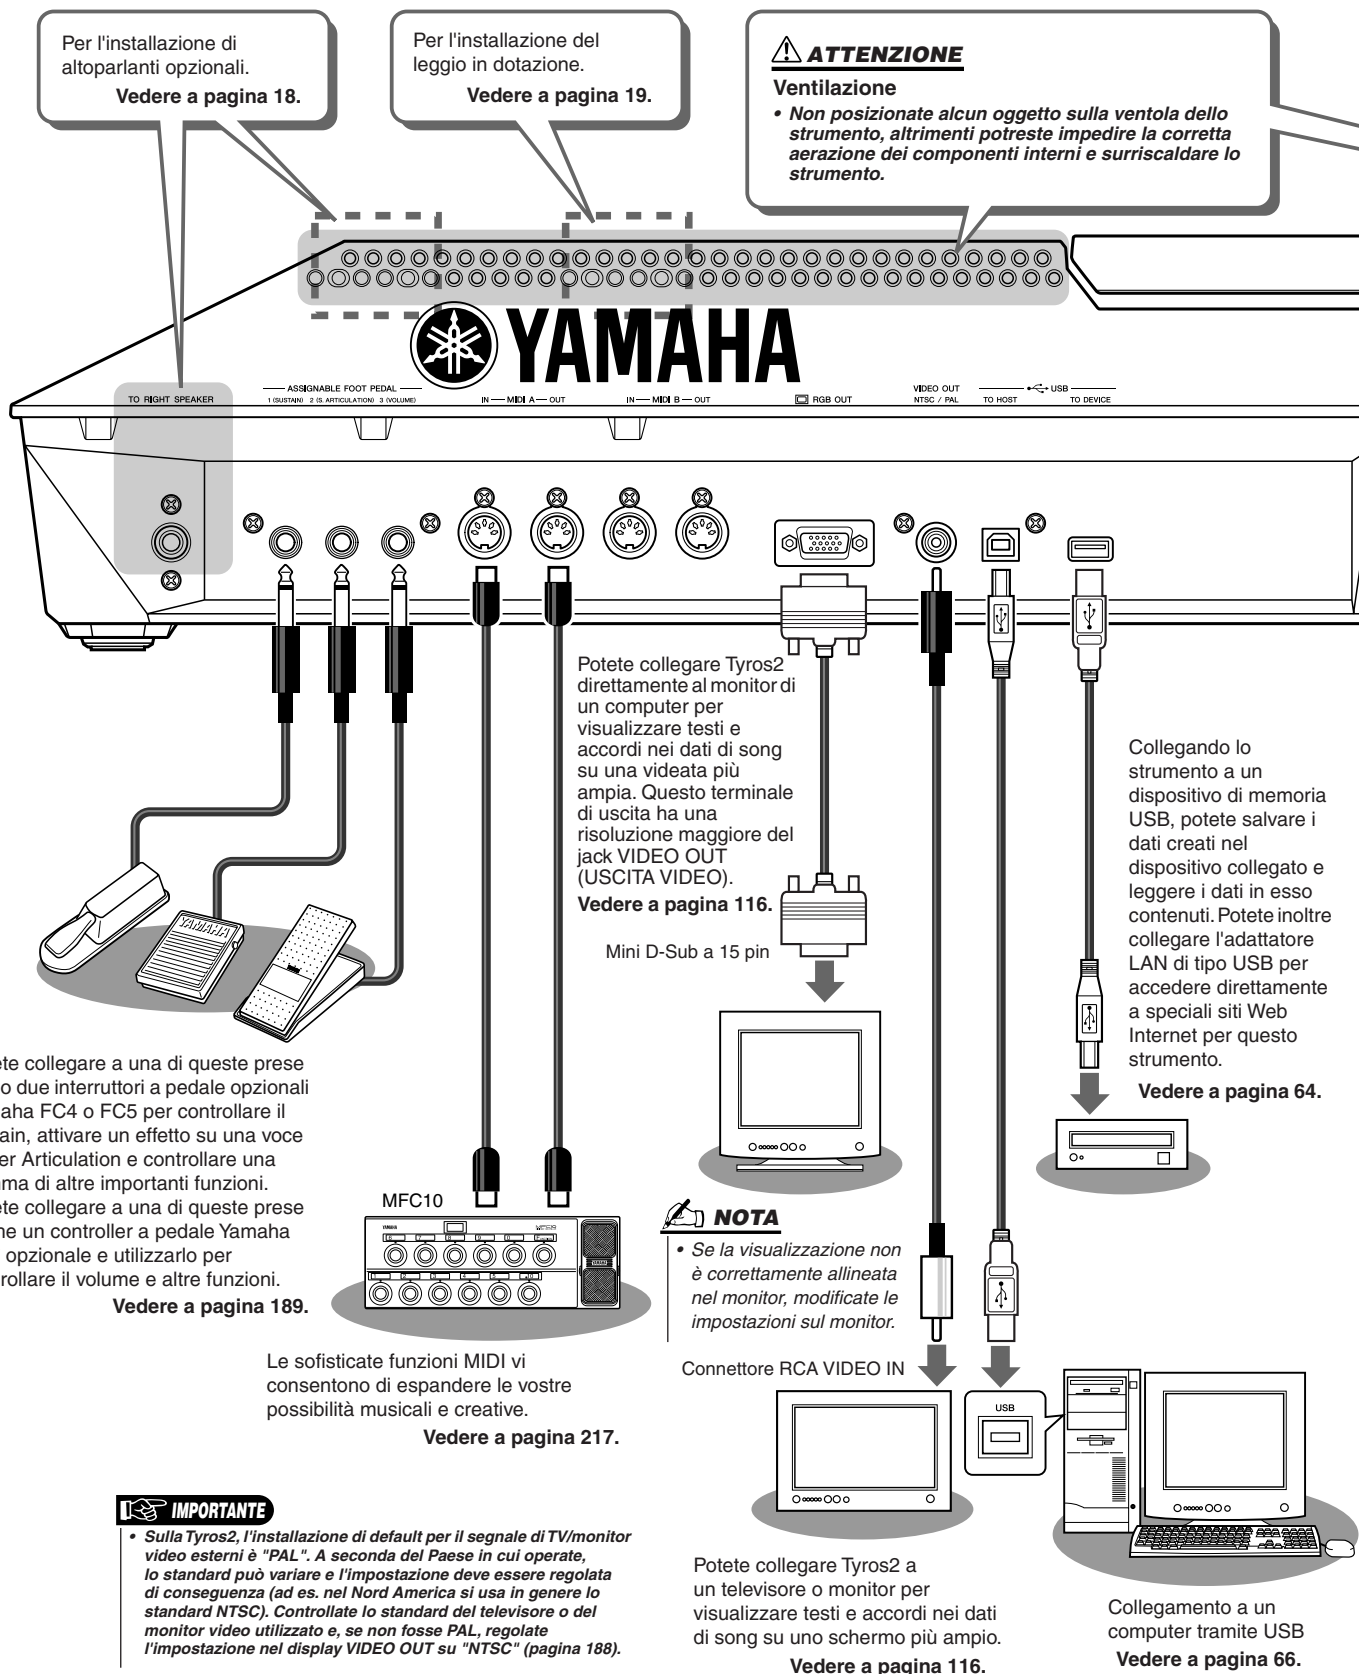 Per l'installazione di
altoparlanti opzionali.
Vedere a pagina 18.
Per l'installazione del
leggio in dotazione.
Vedere a pagina 19.
ATTENZIONE
Ventilazione
• Non posizionate alcun oggetto sulla ventola dello
strumento, altrimenti potreste impedire la corretta
aerazione dei componenti interni e surriscaldare lo
strumento.
YAMAHA
TO RIGHT SPEAKER
ASSIGNABLE FOOT PEDAL
1 (SUSTAIN) 2 (S. ARTICULATION) 3 (VOLUME)
IN — MIDI A — OUT
IN — MIDI B — OUT
RGB OUT
VIDEO OUT
NTSC / PAL
USB
TO HOST
TO DEVICE
Potete collegare Tyros2
direttamente al monitor di
un computer per
visualizzare testi e
accordi nei dati di song
su una videata più
ampia. Questo terminale
di uscita ha una
risoluzione maggiore del
jack VIDEO OUT
(USCITA VIDEO).
Vedere a pagina 116.
Mini D-Sub a 15 pin
Collegando lo
strumento a un
dispositivo di memoria
USB, potete salvare i
dati creati nel
dispositivo collegato e
leggere i dati in esso
contenuti. Potete inoltre
collegare l'adattatore
LAN di tipo USB per
accedere direttamente
a speciali siti Web
Internet per questo
strumento.
Vedere a pagina 64.
YAMAHA
te collegare a una di queste prese
o due interruttori a pedale opzionali
aha FC4 o FC5 per controllare il
ain, attivare un effetto su una voce
er Articulation e controllare una
ma di altre importanti funzioni.
te collegare a una di queste prese
ne un controller a pedale Yamaha
opzionale e utilizzarlo per
rollare il volume e altre funzioni.
Vedere a pagina 189.
MFC10
YAMAHA
Le sofisticate funzioni MIDI vi
consentono di espandere le vostre
possibilità musicali e creative.
Vedere a pagina 217.
NOTA
• Se la visualizzazione non
è correttamente allineata
nel monitor, modificate le
impostazioni sul monitor.
Connettore RCA VIDEO IN
USB
IMPORTANTE
• Sulla Tyros2, l'installazione di default per il segnale di TV/monitor
video esterni è "PAL". A seconda del Paese in cui operate,
lo standard può variare e l'impostazione deve essere regolata
di conseguenza (ad es. nel Nord America si usa in genere lo
standard NTSC). Controllate lo standard del televisore o del
monitor video utilizzato e, se non fosse PAL, regolate
l'impostazione nel display VIDEO OUT su "NTSC" (pagina 188).
Potete collegare Tyros2 a
un televisore o monitor per
visualizzare testi e accordi nei dati
di song su uno schermo più ampio.
Vedere a pagina 116.
Collegamento a un
computer tramite USB
Vedere a pagina 66.